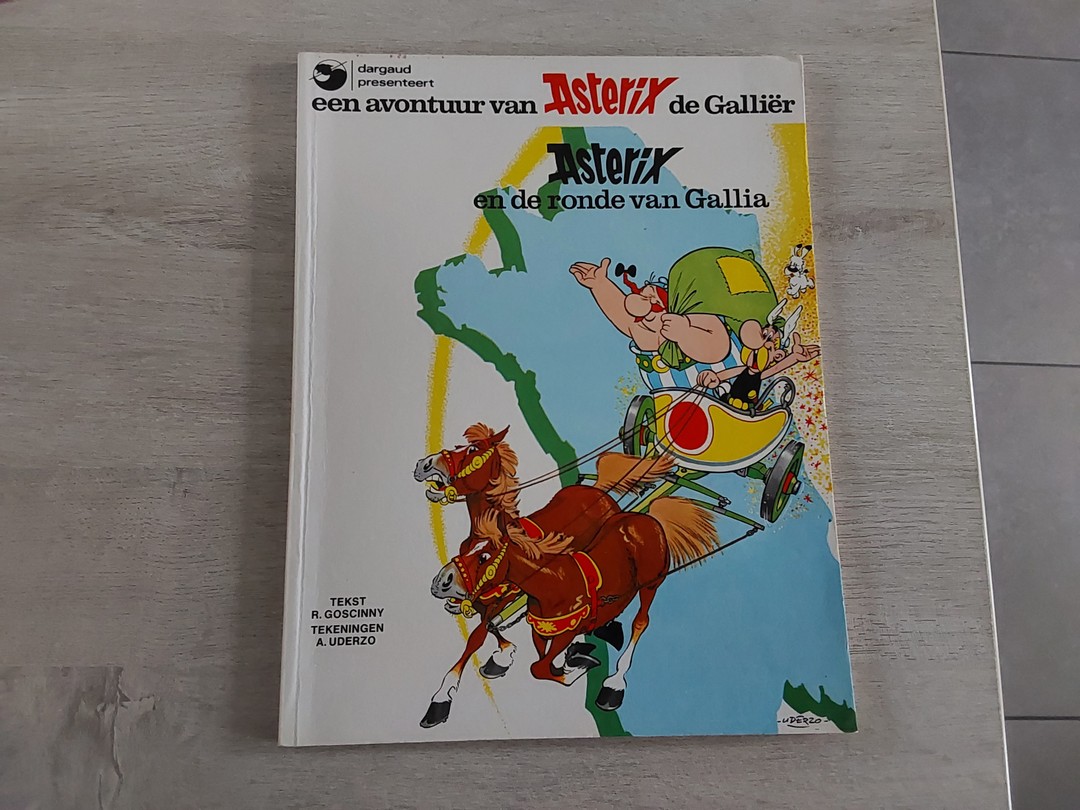 dargaud
presenteert
een avontuur van Asterix de Galliër
Asterix
en de ronde van Gallia
TEKST
R. GOSCINNY
TEKENINGEN
A. UDERZO
-UDERZO-